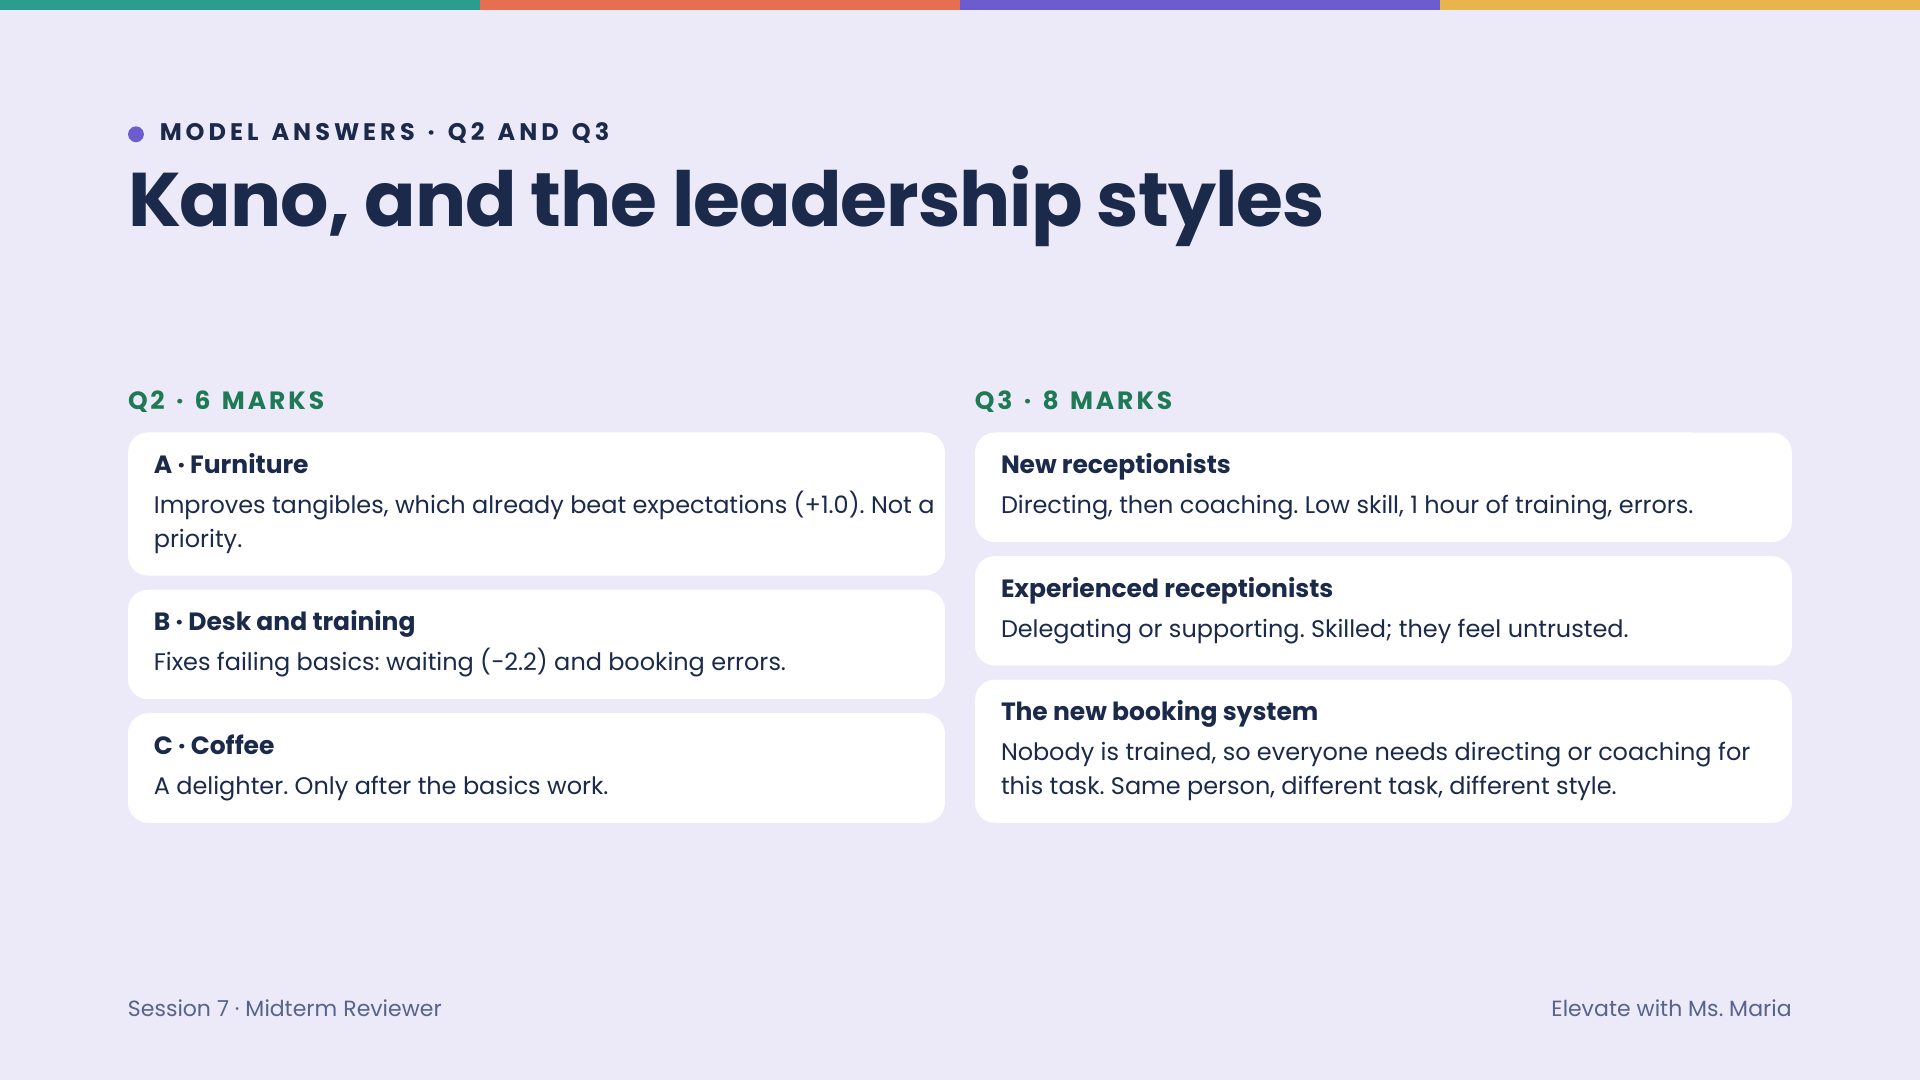 MODEL ANSWERS · Q2 AND Q3
Kano, and the leadership styles
Q2 · 6 MARKS
A · Furniture
Improves tangibles, which already beat expectations (+1.0). Not a
priority.
B · Desk and training
Fixes failing basics: waiting (−2.2) and booking errors.
C · Coffee
A delighter. Only after the basics work.
Q3 · 8 MARKS
New receptionists
Directing, then coaching. Low skill, 1 hour of training, errors.
Experienced receptionists
Delegating or supporting. Skilled; they feel untrusted.
The new booking system
Nobody is trained, so everyone needs directing or coaching for
this task. Same person, different task, different style.
Session 7 · Midterm Reviewer
Elevate with Ms. Maria